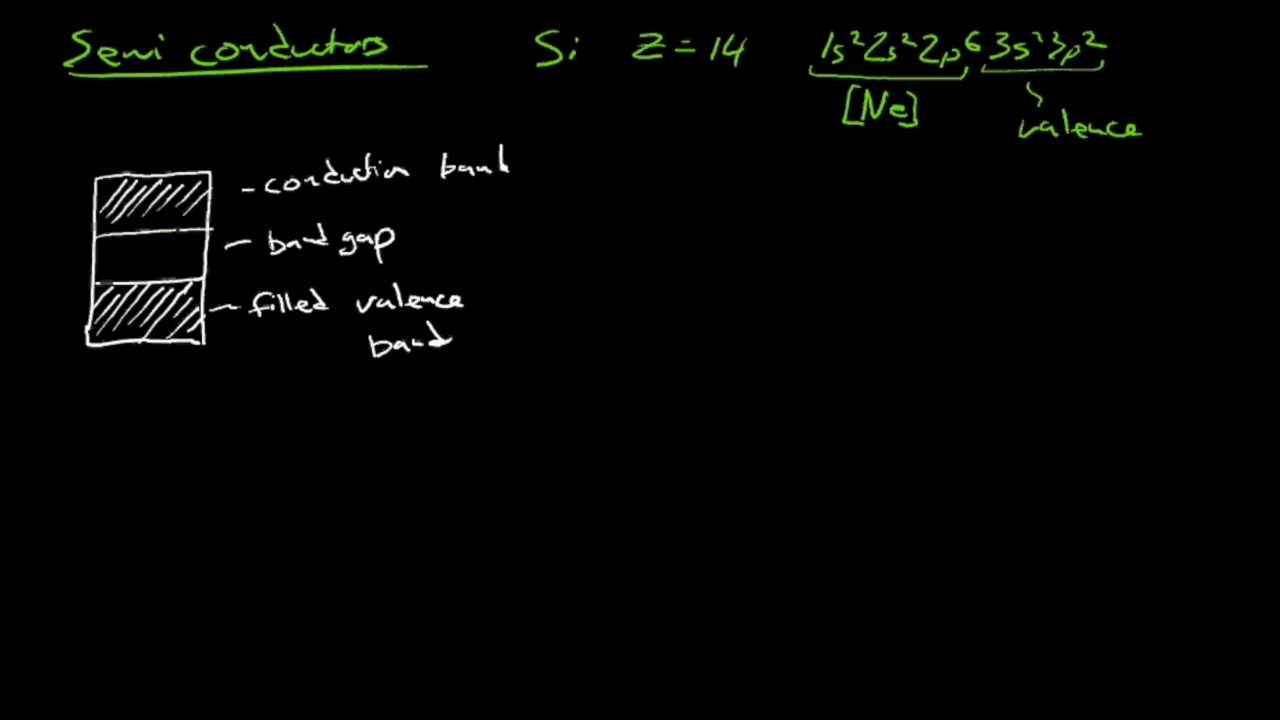 Semi conductors Si Z = 14 1s²2s²2p⁶3s²3p²
[Ne] valence
- conduction band
- band gap
- filled valence
band